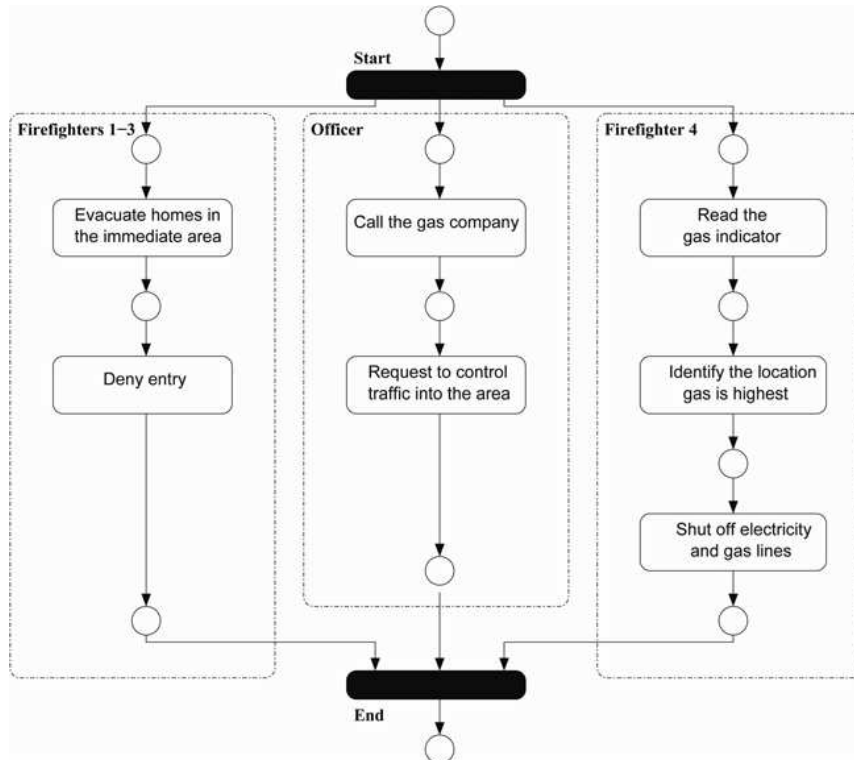 Start
Firefighters 1–3
Evacuate homes in
the immediate area
Deny entry
Officer
Call the gas company
Request to control
traffic into the area
Firefighter 4
Read the
gas indicator
Identify the location
gas is highest
Shut off electricity
and gas lines
End